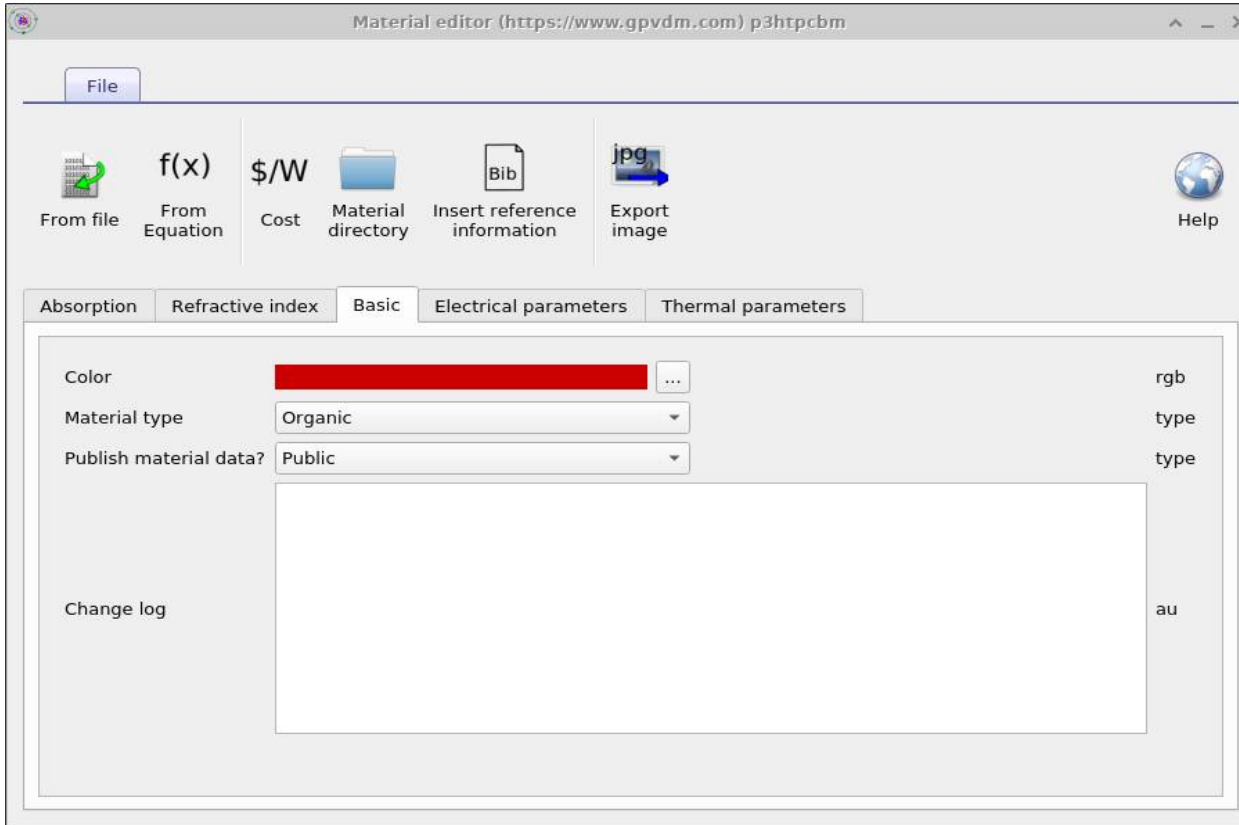 Material editor (https://www.gpvdm.com) p3htpcbm
File
f(x)
$/W
Bib
jpg
From file
From
Equation
Cost
Material
directory
Insert reference
information
Export
image
Help
Absorption
Refractive index
Basic
Electrical parameters
Thermal parameters
Color
...
rgb
Material type
Organic
type
Publish material data?
Public
type
Change log
au